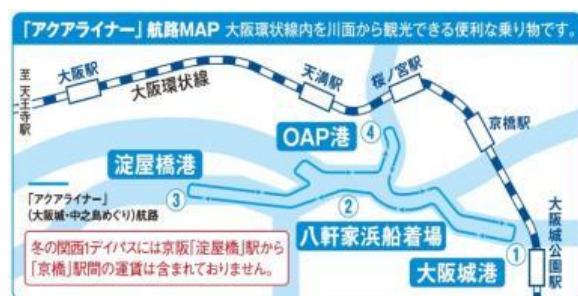 「アクアライナー」航路MAP 大阪環状線内を川面から観光できる便利な乗り物です。
至 天王寺駅
大阪駅
大阪環状線
天満駅
桜ノ宮駅
京橋駅
OAP港
④
淀屋橋港
③
「アクアライナー」
(大阪城・中之島めぐり)航路
②
八軒家浜船着場
①
大阪城港
大阪城公園駅
冬の関西1デイパスには京阪「淀屋橋」駅から
「京橋」駅間の運賃は含まれておりません。